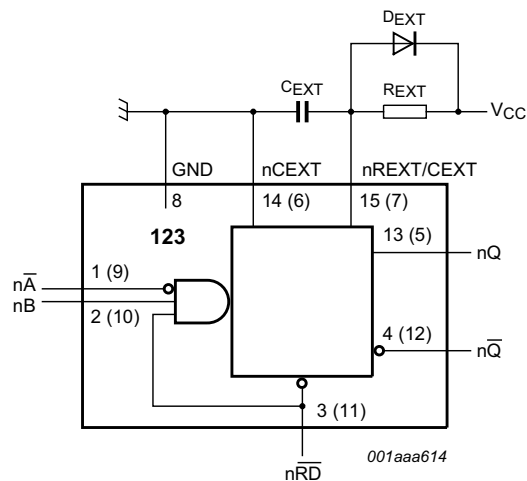 DEXT
CEXT
REXT
VCC
GND
nCEXT
nREXT/CEXT
8
14 (6)
15 (7)
123
13 (5)
nQ
nA̅
1 (9)
nB
2 (10)
4 (12)
nQ̅
3 (11)
nR̅D̅
001aaa614